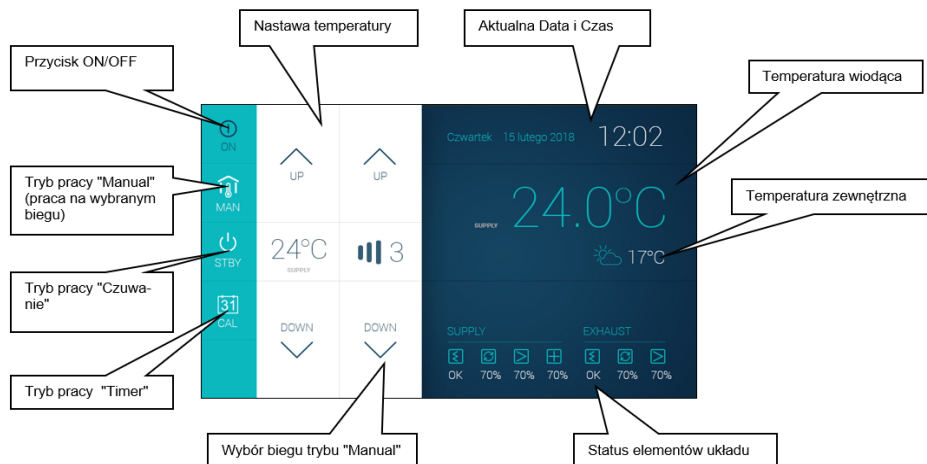 Nastawa temperatury
Aktualna Data i Czas
Przycisk ON/OFF
Temperatura wiodąca
Tryb pracy "Manual"
(praca na wybranym
biegu)
Temperatura zewnętrzna
Tryb pracy "Czuwa-
nie"
Tryb pracy "Timer"
Wybór biegu trybu "Manual"
Status elementów układu
ON
MAN
STBY
31
CAL
UP
UP
24°C
SUPPLY
3
DOWN
DOWN
Czwartek 15 lutego 2018 12:02
SUPPLY 24.0°C
17°C
SUPPLY EXHAUST
OK 70% 70% 70% OK 70% 70%